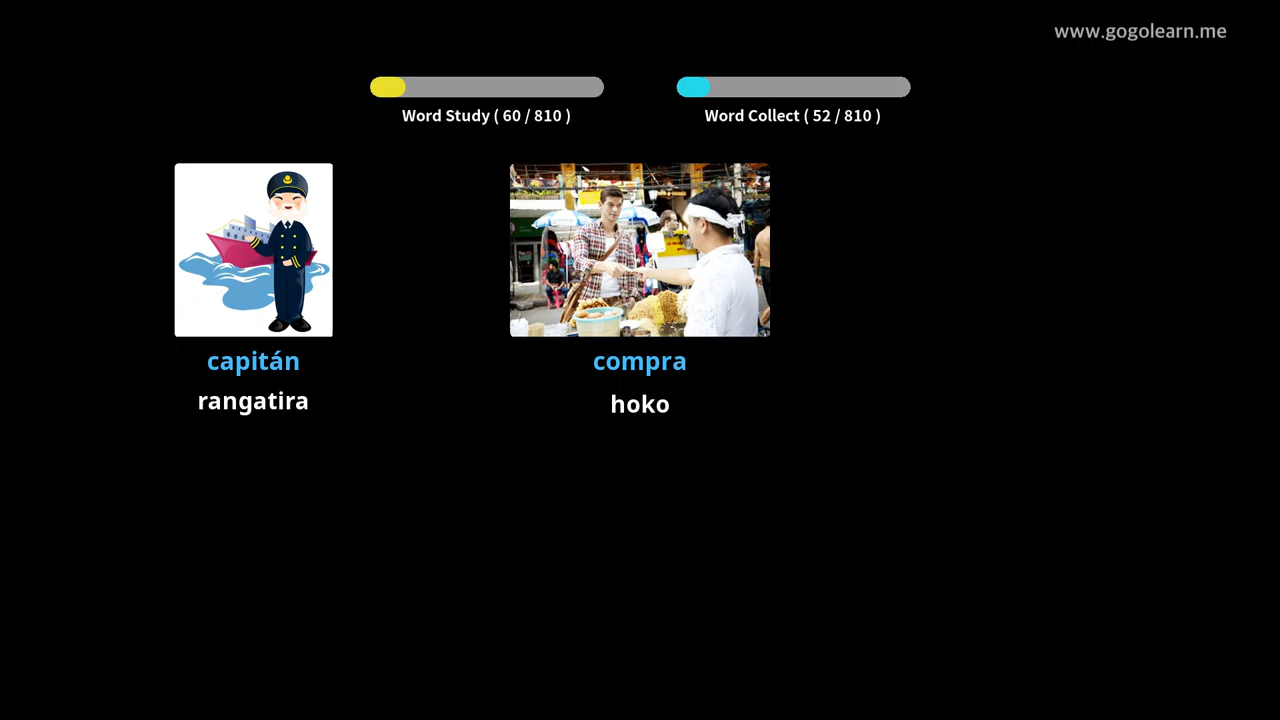 www.gogolearn.me
Word Study ( 60 / 810 )
Word Collect ( 52 / 810 )
capitán
rangatira
compra
hoko